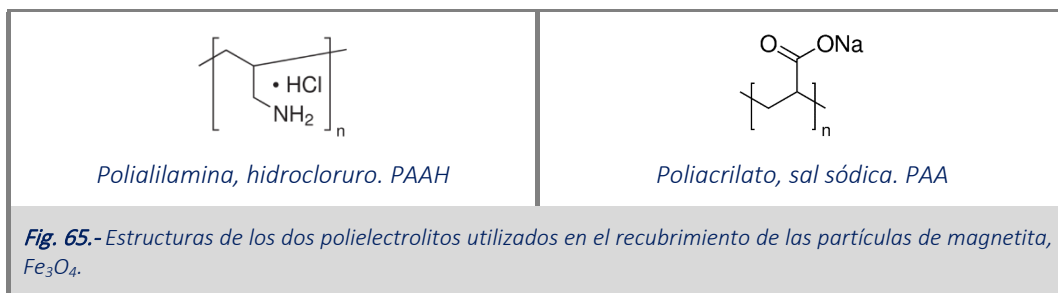 • HCl
NH₂
n
O
ONa
n
Polialilamina, hidrocloruro. PAAH
Poliacrilato, sal sódica. PAA
Fig. 65.- Estructuras de los dos polielectrolitos utilizados en el recubrimiento de las partículas de magnetita,
Fe₃O₄.